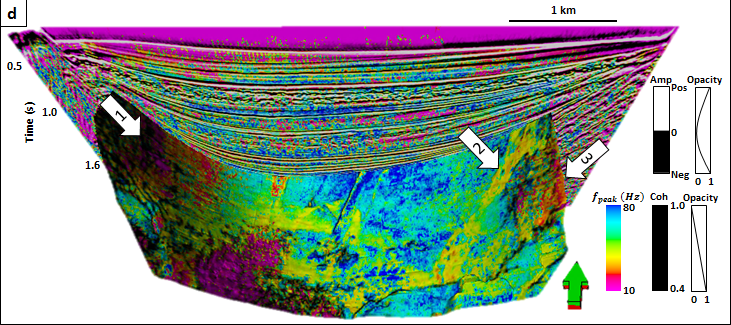 d
1 km
0.5
1.0
1.6
Time (s)
1
2
3
Amp Opacity
Pos
0
Neg
0 1
fpeak (Hz) Coh Opacity
80
10
1.0
0.4
0 1